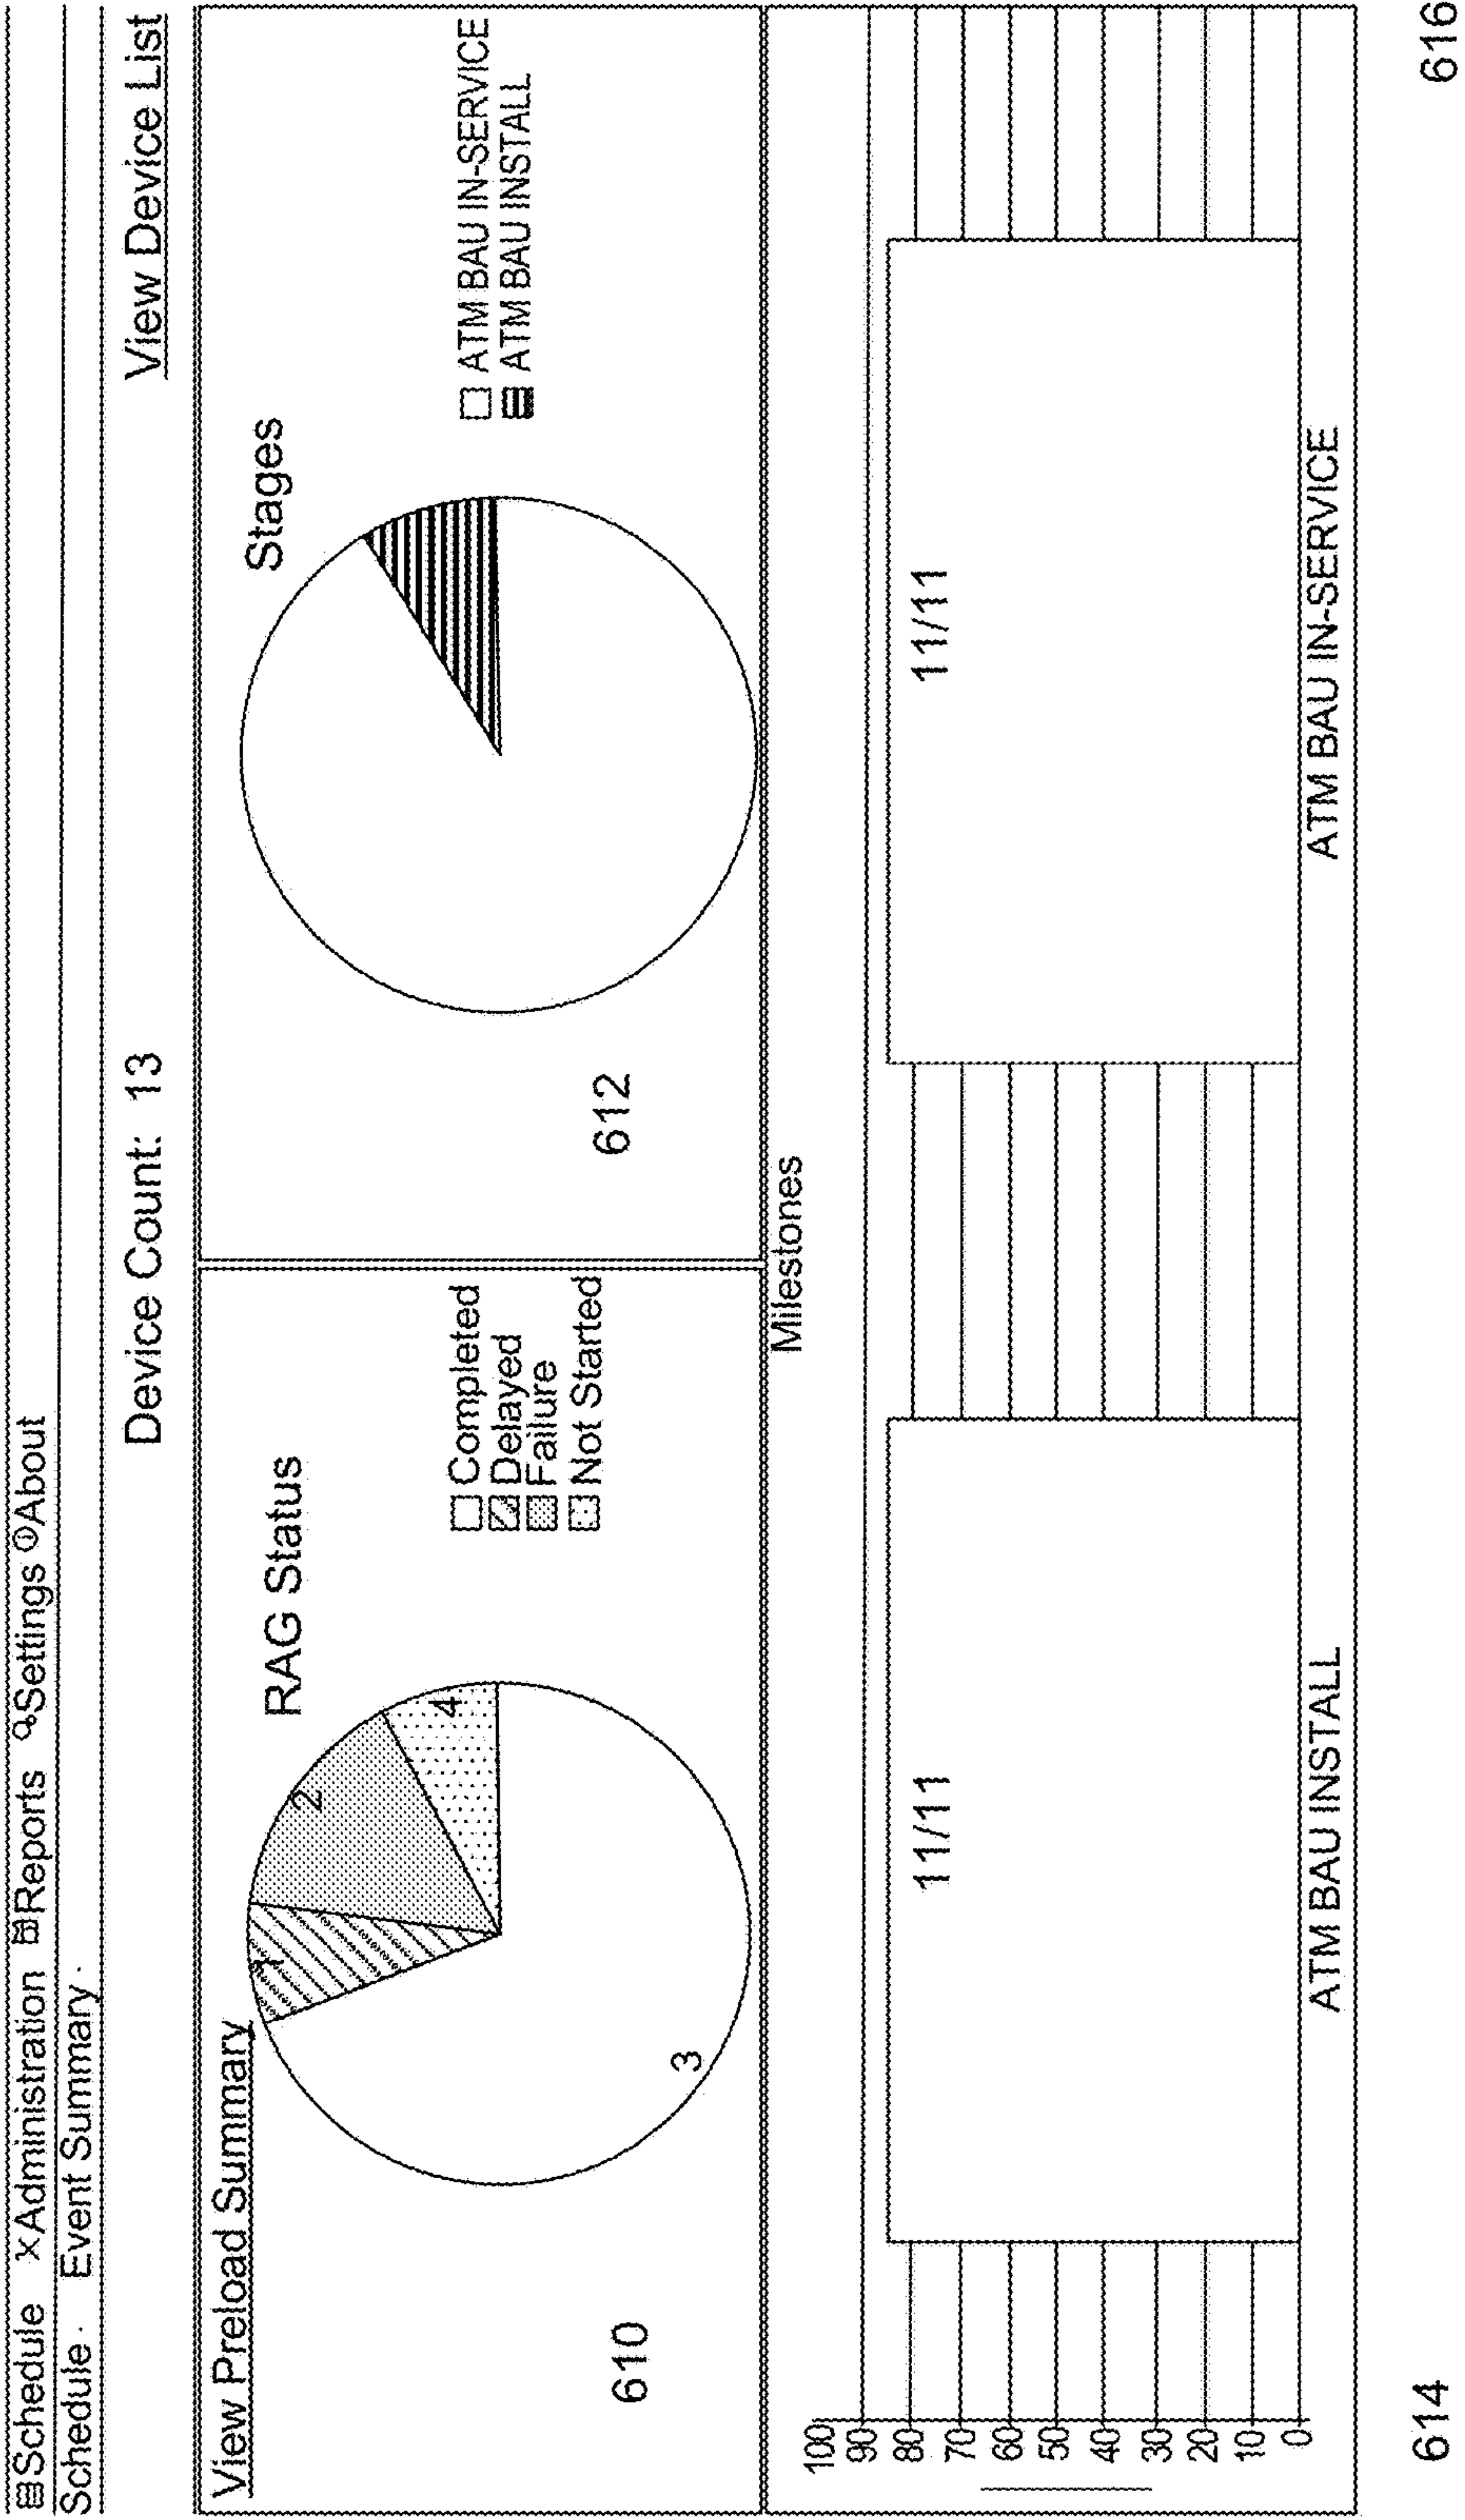 Schedule xAdministration Reports Settings About
Schedule · Event Summary ·
Device Count: 13
View Device List
View Preload Summary
RAG Status
1
2
4
3
Completed
Delayed
Failure
Not Started
610
Stages
ATM BAU IN-SERVICE
ATM BAU INSTALL
612
Milestones
100
90
80
70
60
50
40
30
20
10
0
11/11
11/11
ATM BAU INSTALL
ATM BAU IN-SERVICE
614
616